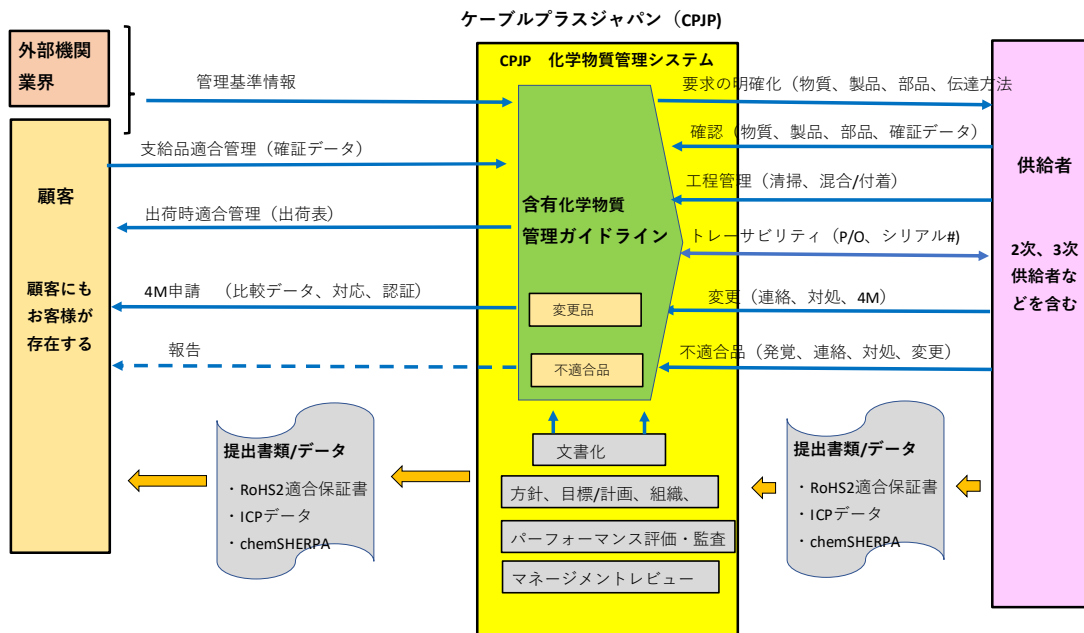 ケーブルプラスジャパン（CPJP）
外部機関
業界
CPJP　化学物質管理システム
管理基準情報
要求の明確化（物質、製品、部品、伝達方法
確認（物質、製品、部品、確証データ）
支給品適合管理（確証データ）
工程管理（清掃、混合/付着）
顧客
供給者
含有化学物質
管理ガイドライン
出荷時適合管理（出荷表）
トレーサビリティ（P/O、シリアル#）
2次、3次
供給者な
どを含む
顧客にも
お客様が
存在する
4M申請　（比較データ、対応、認証）
変更品
変更（連絡、対処、4M）
報告
不適合品
不適合品（発覚、連絡、対処、変更）
文書化
方針、目標/計画、組織、
パーフォーマンス評価・監査
マネージメントレビュー
提出書類/データ
・RoHS2適合保証書
・ICPデータ
・chemSHERPA
提出書類/データ
・RoHS2適合保証書
・ICPデータ
・chemSHERPA